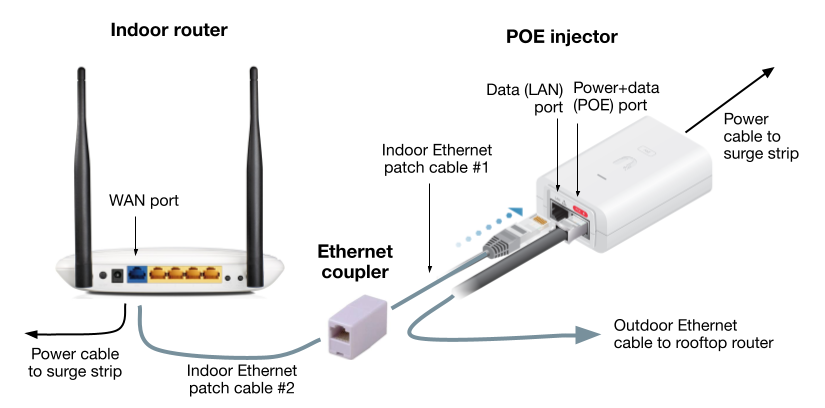 Indoor router
POE injector
Data (LAN)
port
Power+data
(POE) port
Power
cable to
surge strip
Indoor Ethernet
patch cable #1
WAN port
Ethernet
coupler
Outdoor Ethernet
cable to rooftop router
Power cable
to surge strip
Indoor Ethernet
patch cable #2